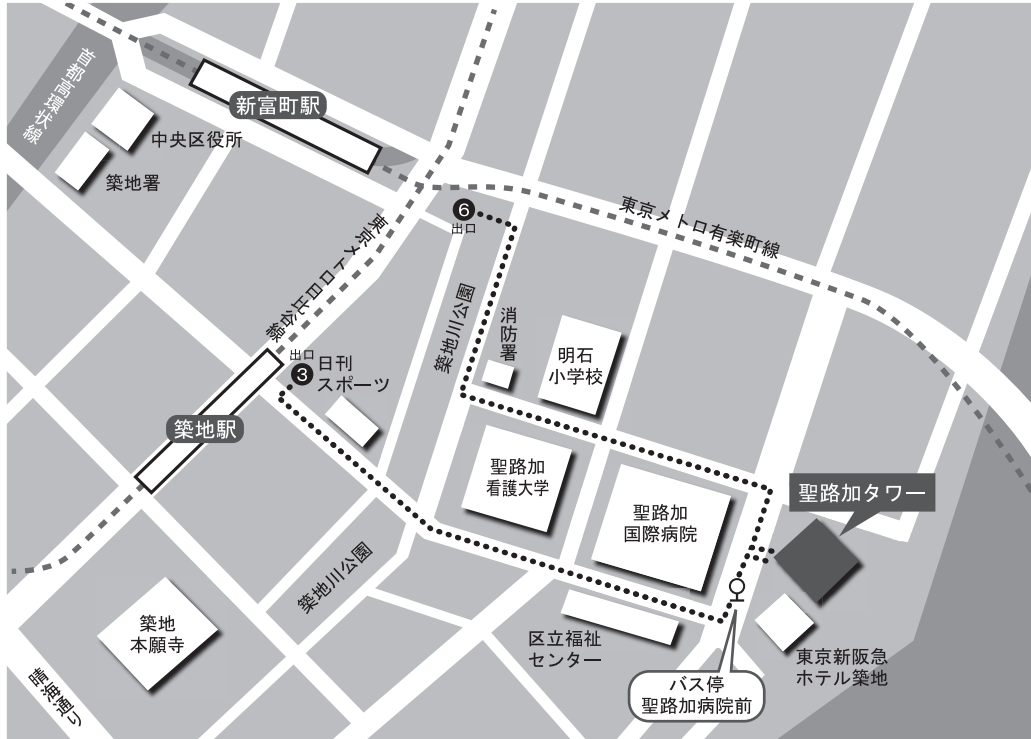 首都高環状線
新富町駅
中央区役所
築地署
6
出口
東京メトロ有楽町線
東京メトロ日比谷線
築地川公園
消防署
明石
小学校
出口
3
日刊
スポーツ
築地駅
聖路加
看護大学
聖路加
国際病院
聖路加タワー
築地川公園
築地
本願寺
晴海通り
区立福祉
センター
バス停
聖路加病院前
東京新阪急
ホテル築地